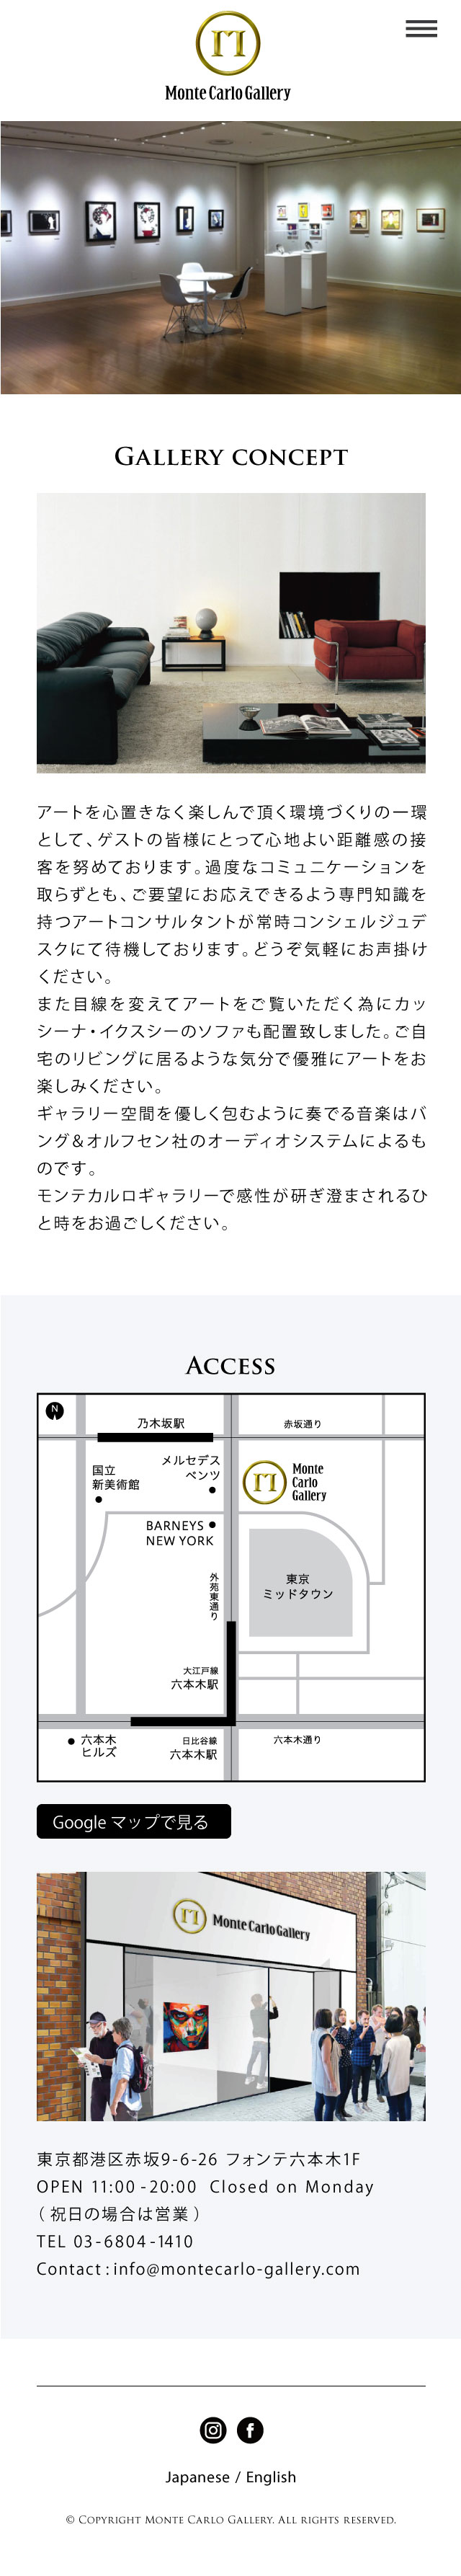 Monte Carlo Gallery
Gallery concept
アートを心置きなく楽しんで頂く環境づくりの一環
として、ゲストの皆様にとって心地よい距離感の接
客を努めております。過度なコミュニケーションを
取らずとも、ご要望にお応えできるよう専門知識を
持つアートコンサルタントが常時コンシェルジュデ
スクにて待機しております。どうぞ気軽にお声掛け
ください。
また目線を変えてアートをご覧いただく為にカッ
シーナ・イクスシーのソファも配置致しました。ご自
宅のリビングに居るような気分で優雅にアートをお
楽しみください。
ギャラリー空間を優しく包むように奏でる音楽はバ
ング&オルフセン社のオーディオシステムによるも
のです。
モンテカルロギャラリーで感性が研ぎ澄まされるひ
と時をお過ごしください。
Access
N
乃木坂駅
赤坂通り
国立
新美術館
メルセデス
ベンツ
Monte
Carlo
Gallery
BARNEYS
NEW YORK
外苑東通り
東京
ミッドタウン
大江戸線
六本木駅
六本木
ヒルズ
日比谷線
六本木駅
六本木通り
Google マップで見る
Monte Carlo Gallery
東京都港区赤坂9-6-26 フォンテ六本木1F
OPEN 11:00 -20:00 Closed on Monday
( 祝日の場合は営業 )
TEL 03-6804-1410
Contact : info@montecarlo-gallery.com
Japanese / English
© Copyright Monte Carlo Gallery. All rights reserved.